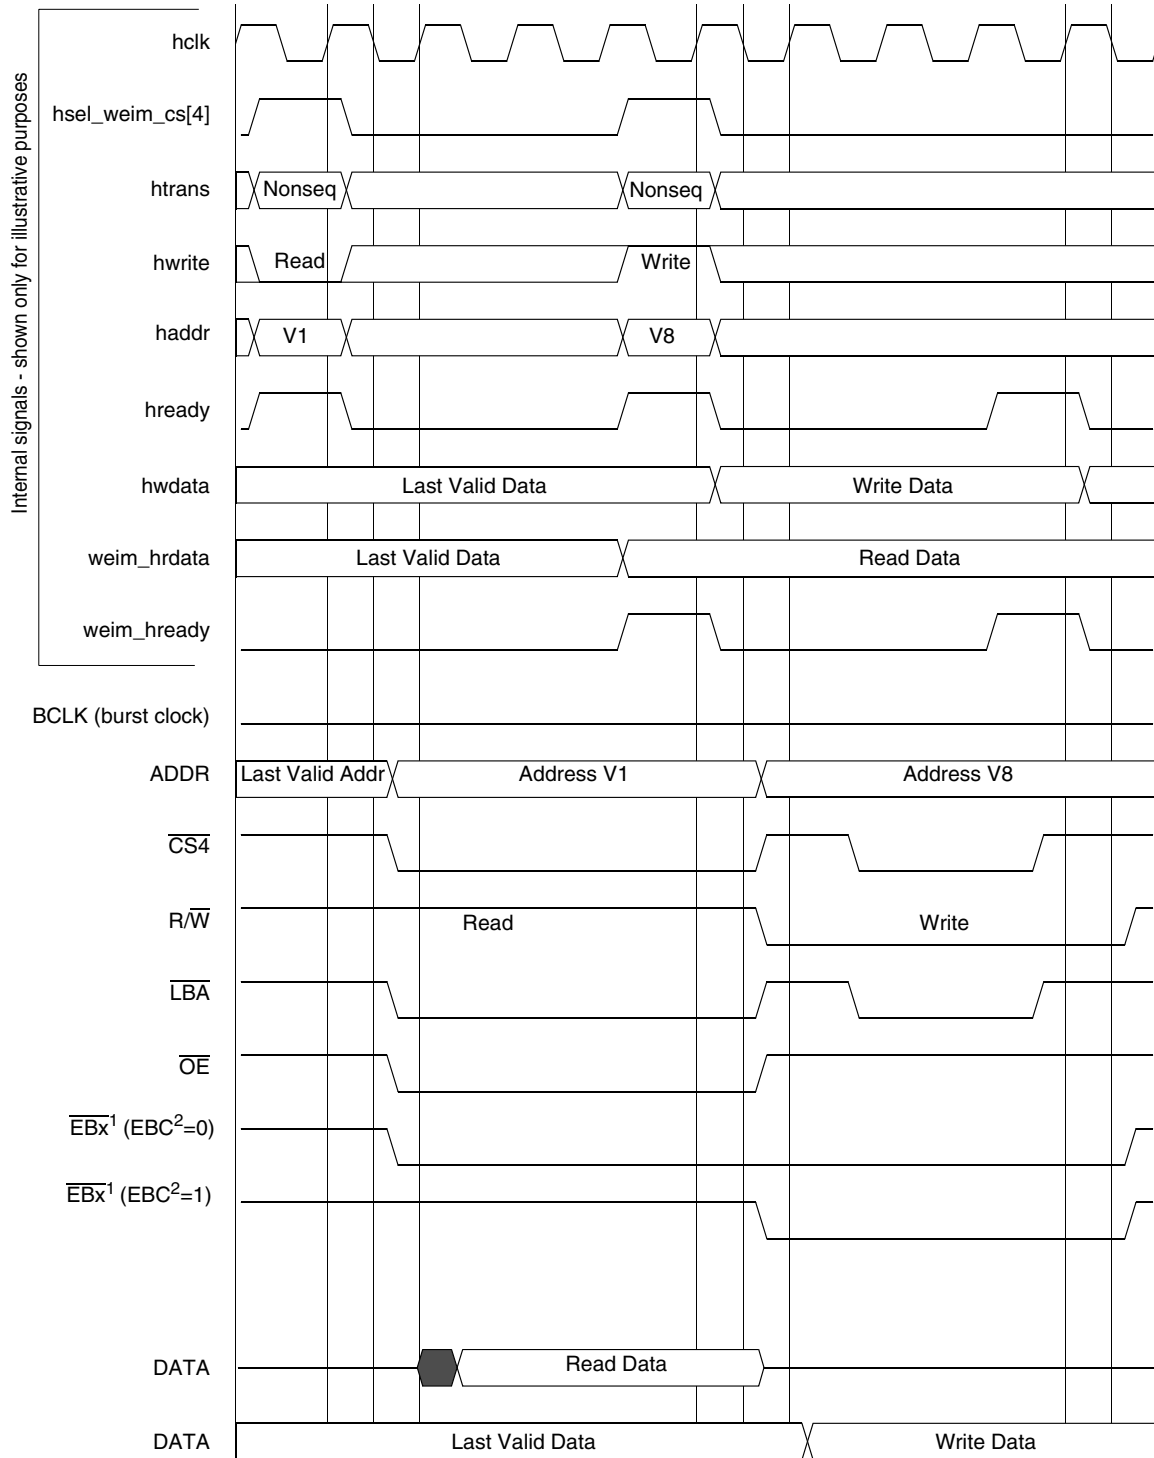 Internal signals - shown only for illustrative purposes
hclk
hsel_weim_cs[4]
htrans Nonseq Nonseq
hwrite Read Write
haddr V1 V8
hready
hwdata Last Valid Data Write Data
weim_hrdata Last Valid Data Read Data
weim_hready
BCLK (burst clock)
ADDR Last Valid Addr Address V1 Address V8
CS4
R/W Read Write
LBA
OE
EBx1 (EBC2=0)
EBx1 (EBC2=1)
DATA Read Data
DATA Last Valid Data Write Data